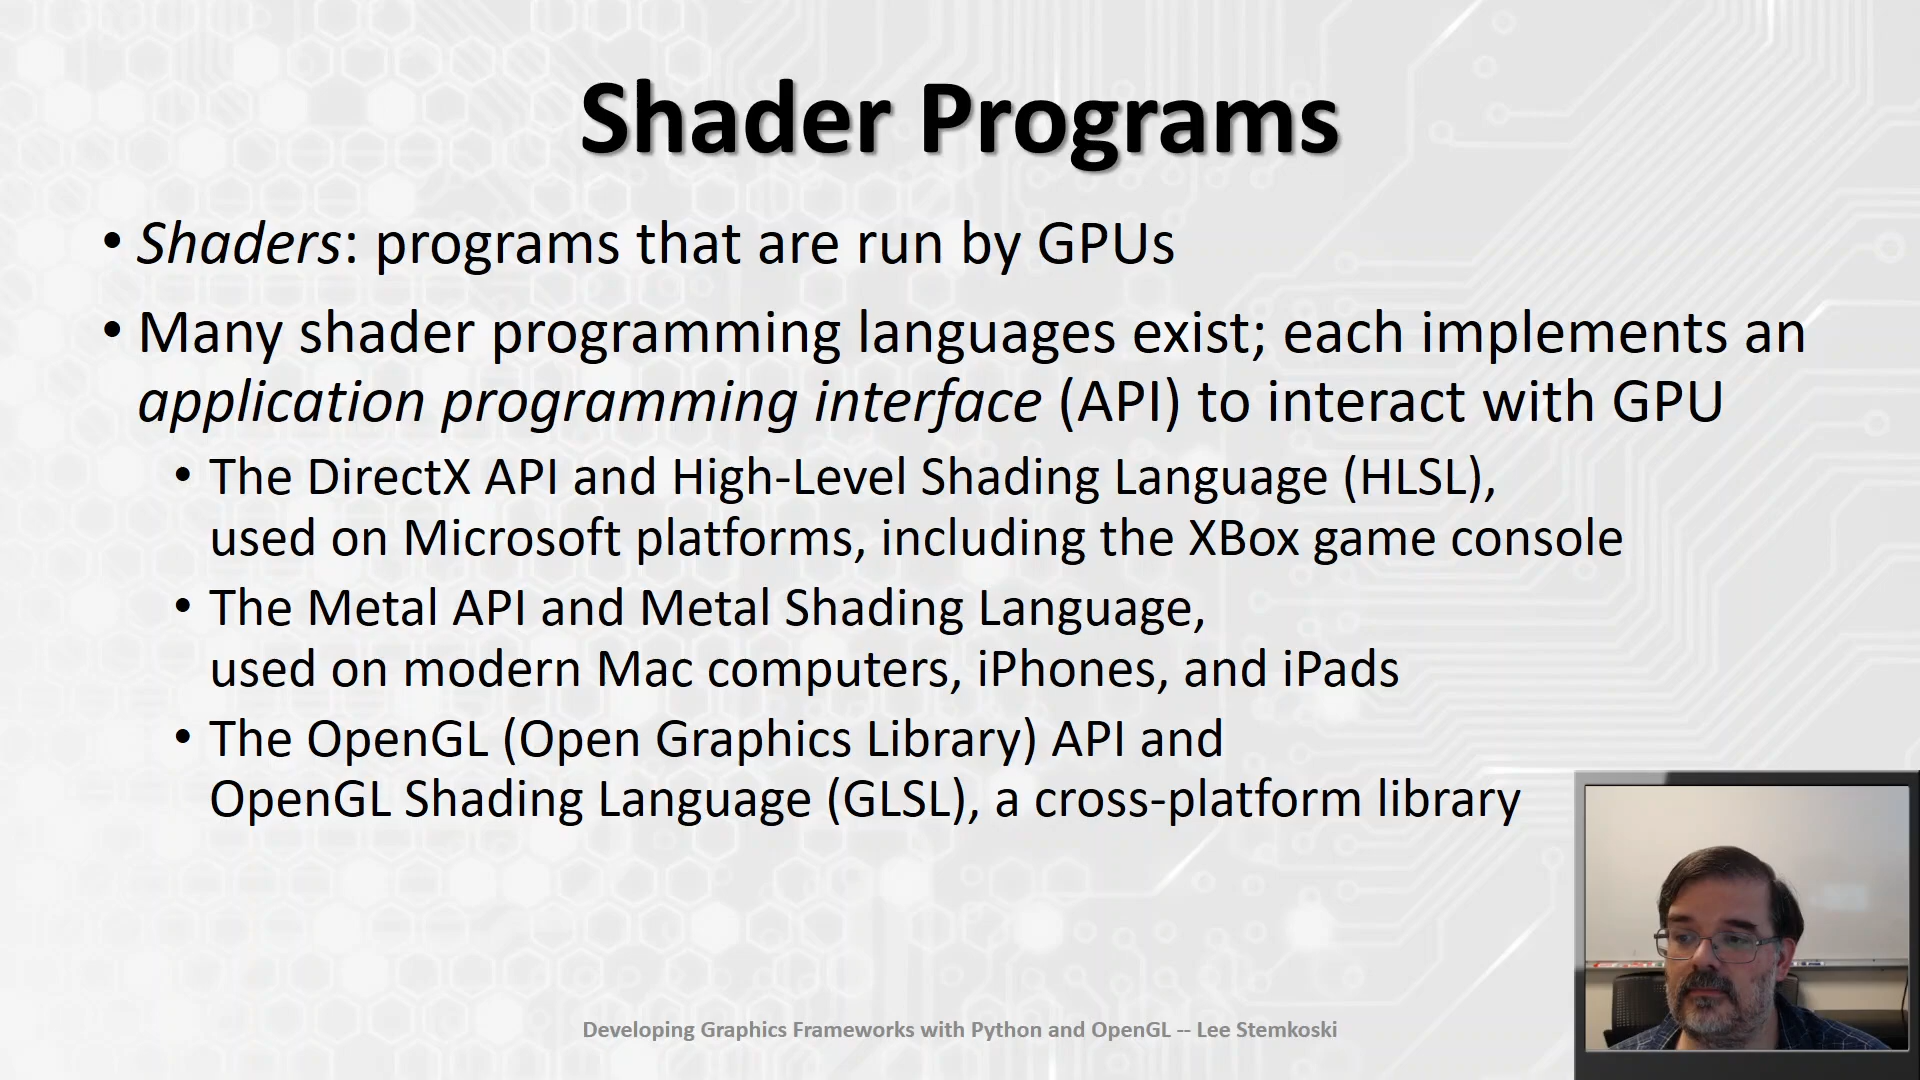 Shader Programs
• Shaders: programs that are run by GPUs
• Many shader programming languages exist; each implements an
application programming interface (API) to interact with GPU
• The DirectX API and High-Level Shading Language (HLSL),
used on Microsoft platforms, including the XBox game console
• The Metal API and Metal Shading Language,
used on modern Mac computers, iPhones, and iPads
• The OpenGL (Open Graphics Library) API and
OpenGL Shading Language (GLSL), a cross-platform library
Developing Graphics Frameworks with Python and OpenGL -- Lee Stemkoski